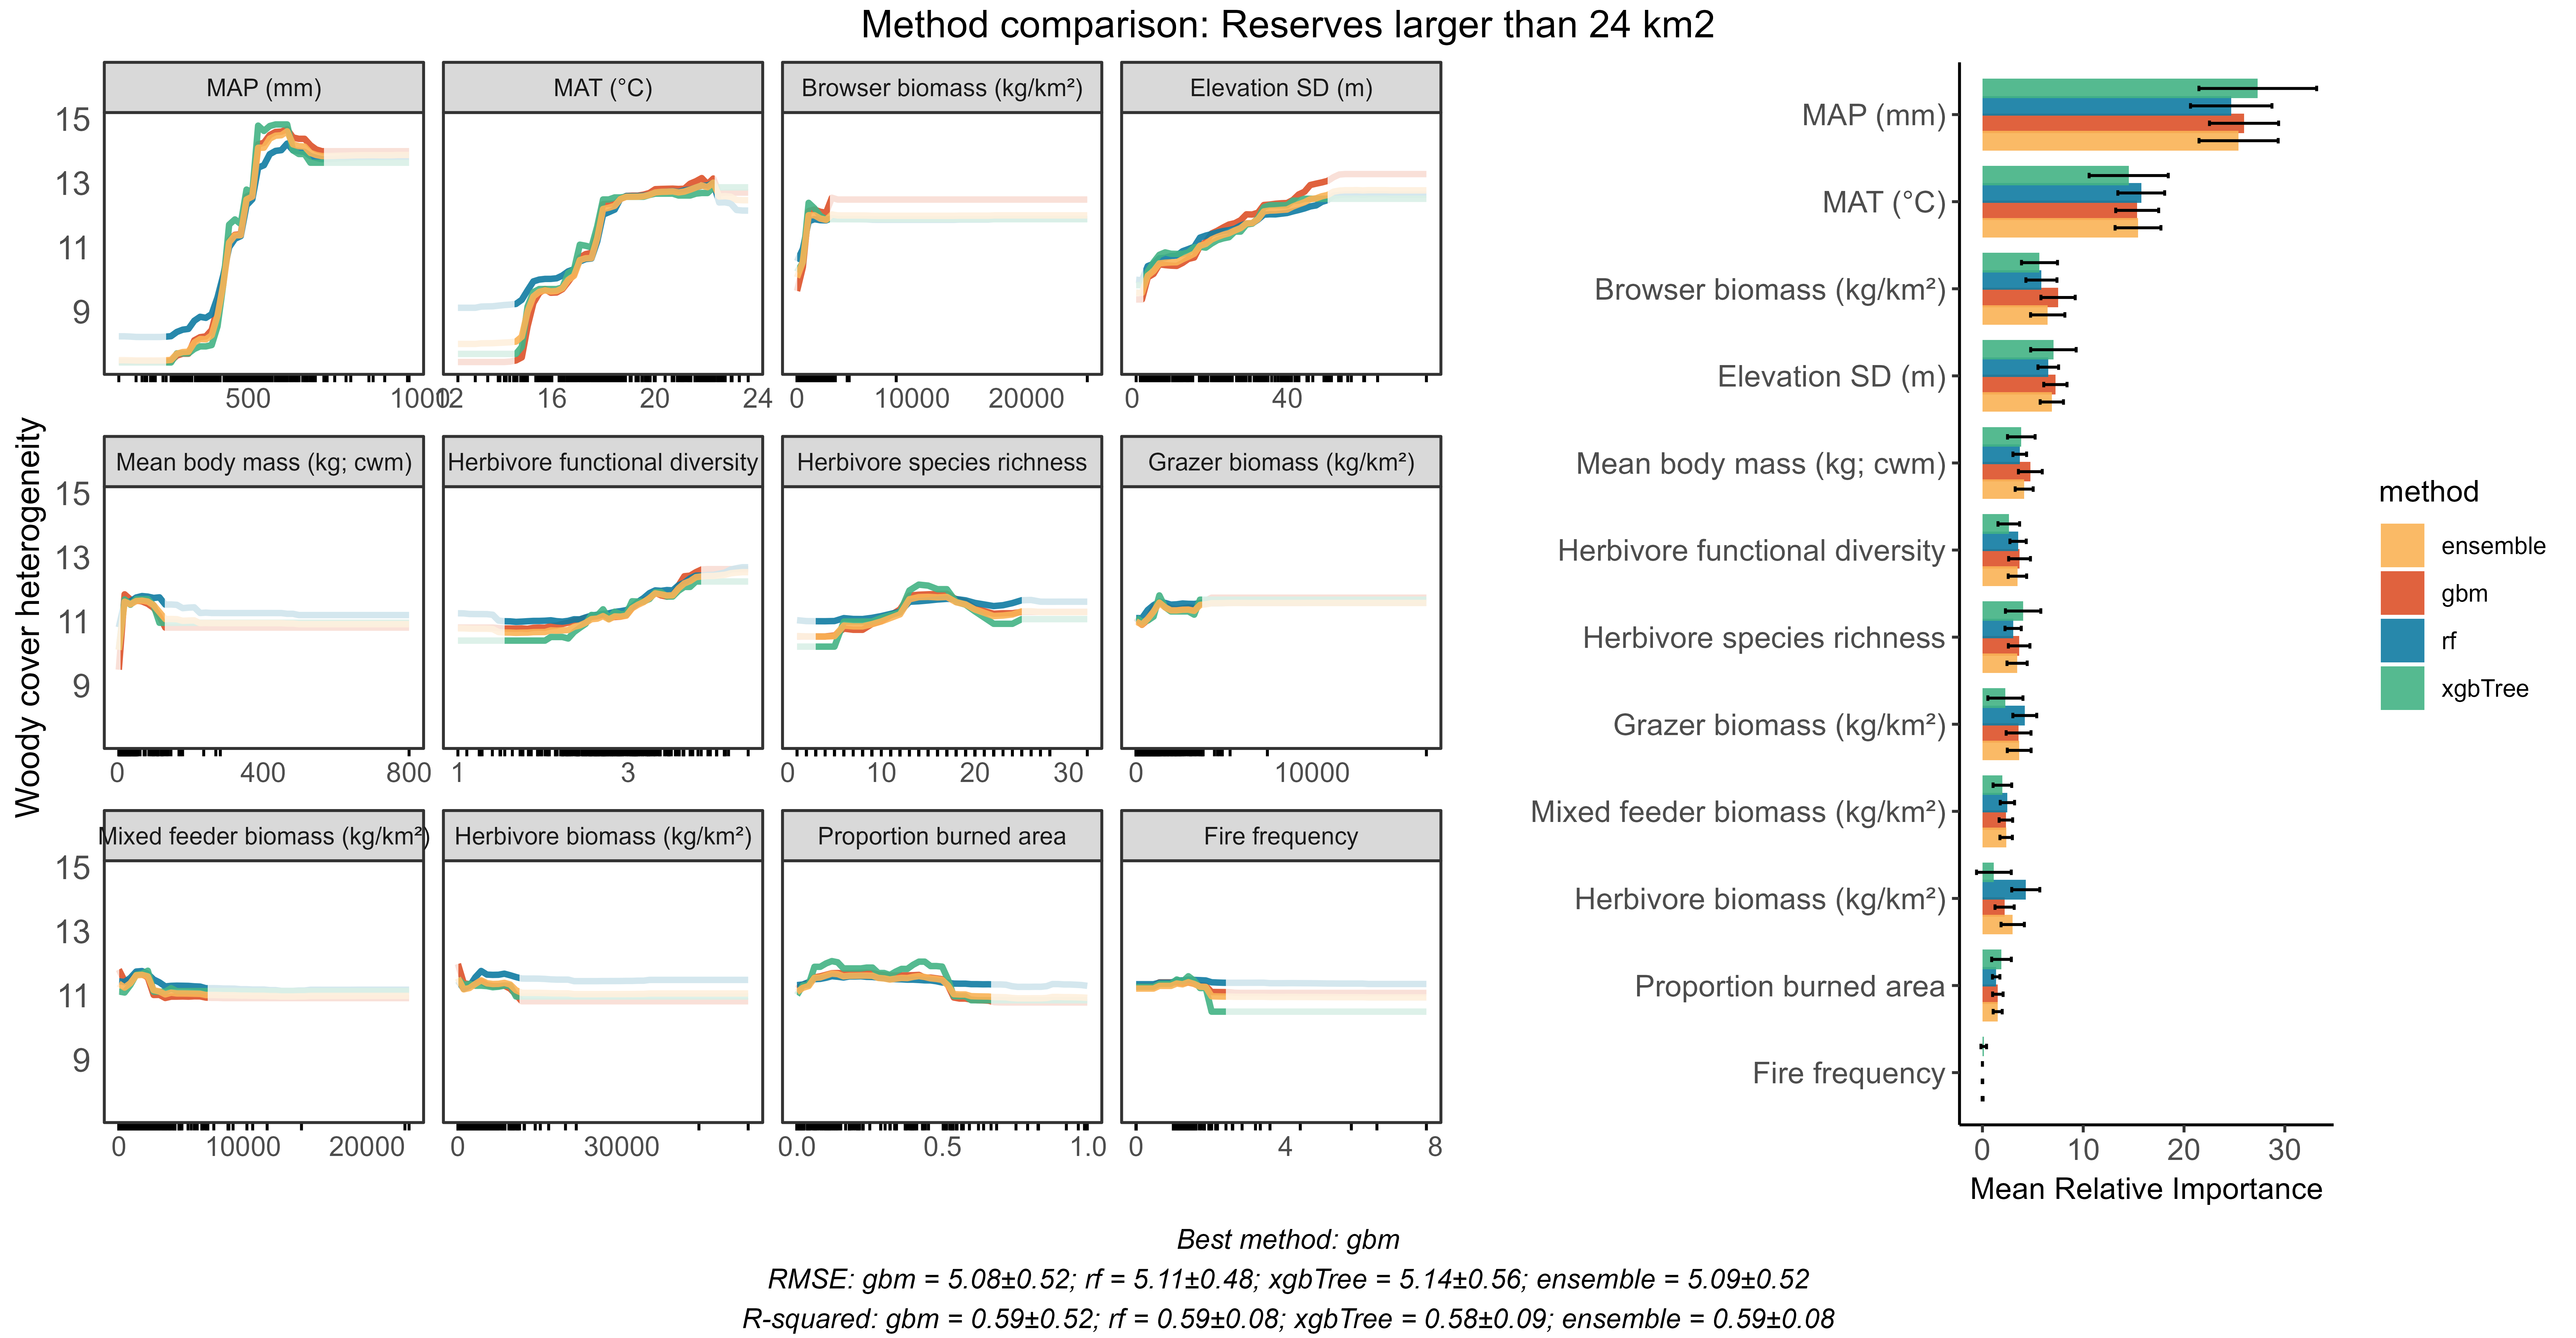 Method comparison: Reserves larger than 24 km2
MAP (mm)
MAT (°C)
Browser biomass (kg/km²)
Elevation SD (m)
15
13
11
9
500
1000
12
16
20
24
0
10000
20000
0
40
Mean body mass (kg; cwm)
Herbivore functional diversity
Herbivore species richness
Grazer biomass (kg/km²)
15
13
11
9
0
400
800
1
3
0
10
20
30
0
10000
Mixed feeder biomass (kg/km²)
Herbivore biomass (kg/km²)
Proportion burned area
Fire frequency
15
13
11
9
0
10000
20000
0
30000
0.0
0.5
1.0
0
4
8
Woody cover heterogeneity
MAP (mm)
MAT (°C)
Browser biomass (kg/km²)
Elevation SD (m)
Mean body mass (kg; cwm)
Herbivore functional diversity
Herbivore species richness
Grazer biomass (kg/km²)
Mixed feeder biomass (kg/km²)
Herbivore biomass (kg/km²)
Proportion burned area
Fire frequency
0
10
20
30
Mean Relative Importance
method
ensemble
gbm
rf
xgbTree
Best method: gbm
RMSE: gbm = 5.08±0.52; rf = 5.11±0.48; xgbTree = 5.14±0.56; ensemble = 5.09±0.52
R-squared: gbm = 0.59±0.52; rf = 0.59±0.08; xgbTree = 0.58±0.09; ensemble = 0.59±0.08